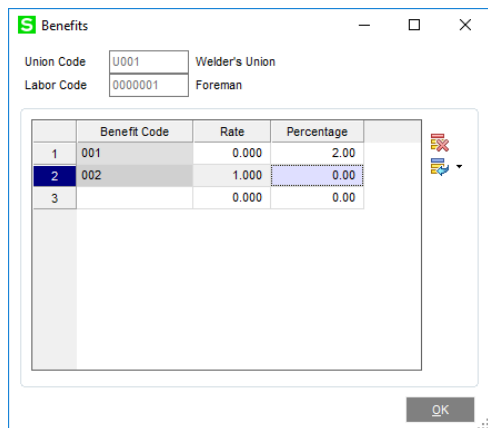 S Benefits
Union Code U001 Welder's Union
Labor Code 0000001 Foreman
Benefit Code Rate Percentage
1 001 0.000 2.00
2 002 1.000 0.00
3 0.000 0.00
OK